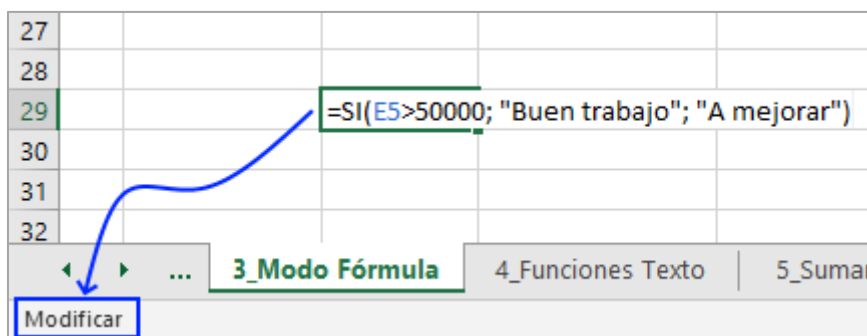 27
28
29 =SI(E5>50000; "Buen trabajo"; "A mejorar")
30
31
32
... 3_Modo Fórmula 4_Funciones Texto 5_Sumar
Modificar